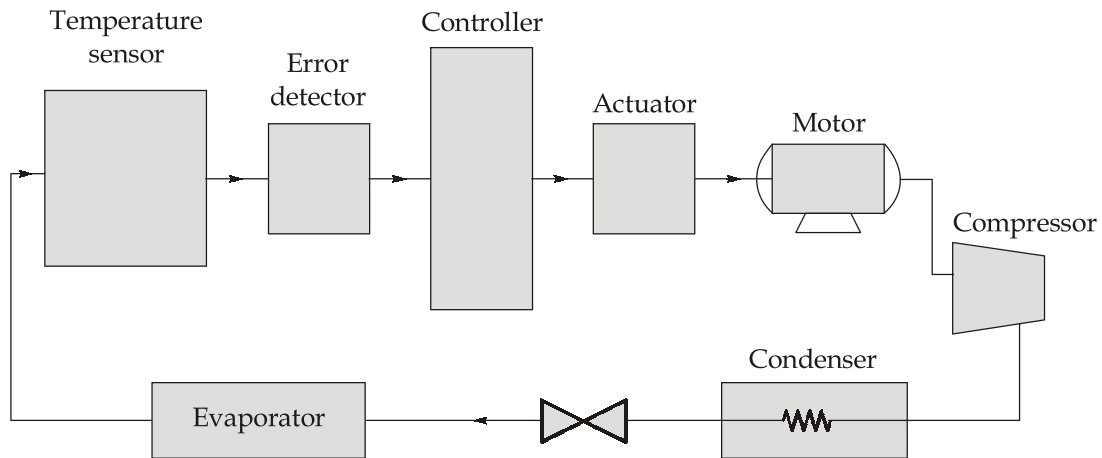 Temperature
sensor
Error
detector
Controller
Actuator
Motor
Compressor
Condenser
Evaporator